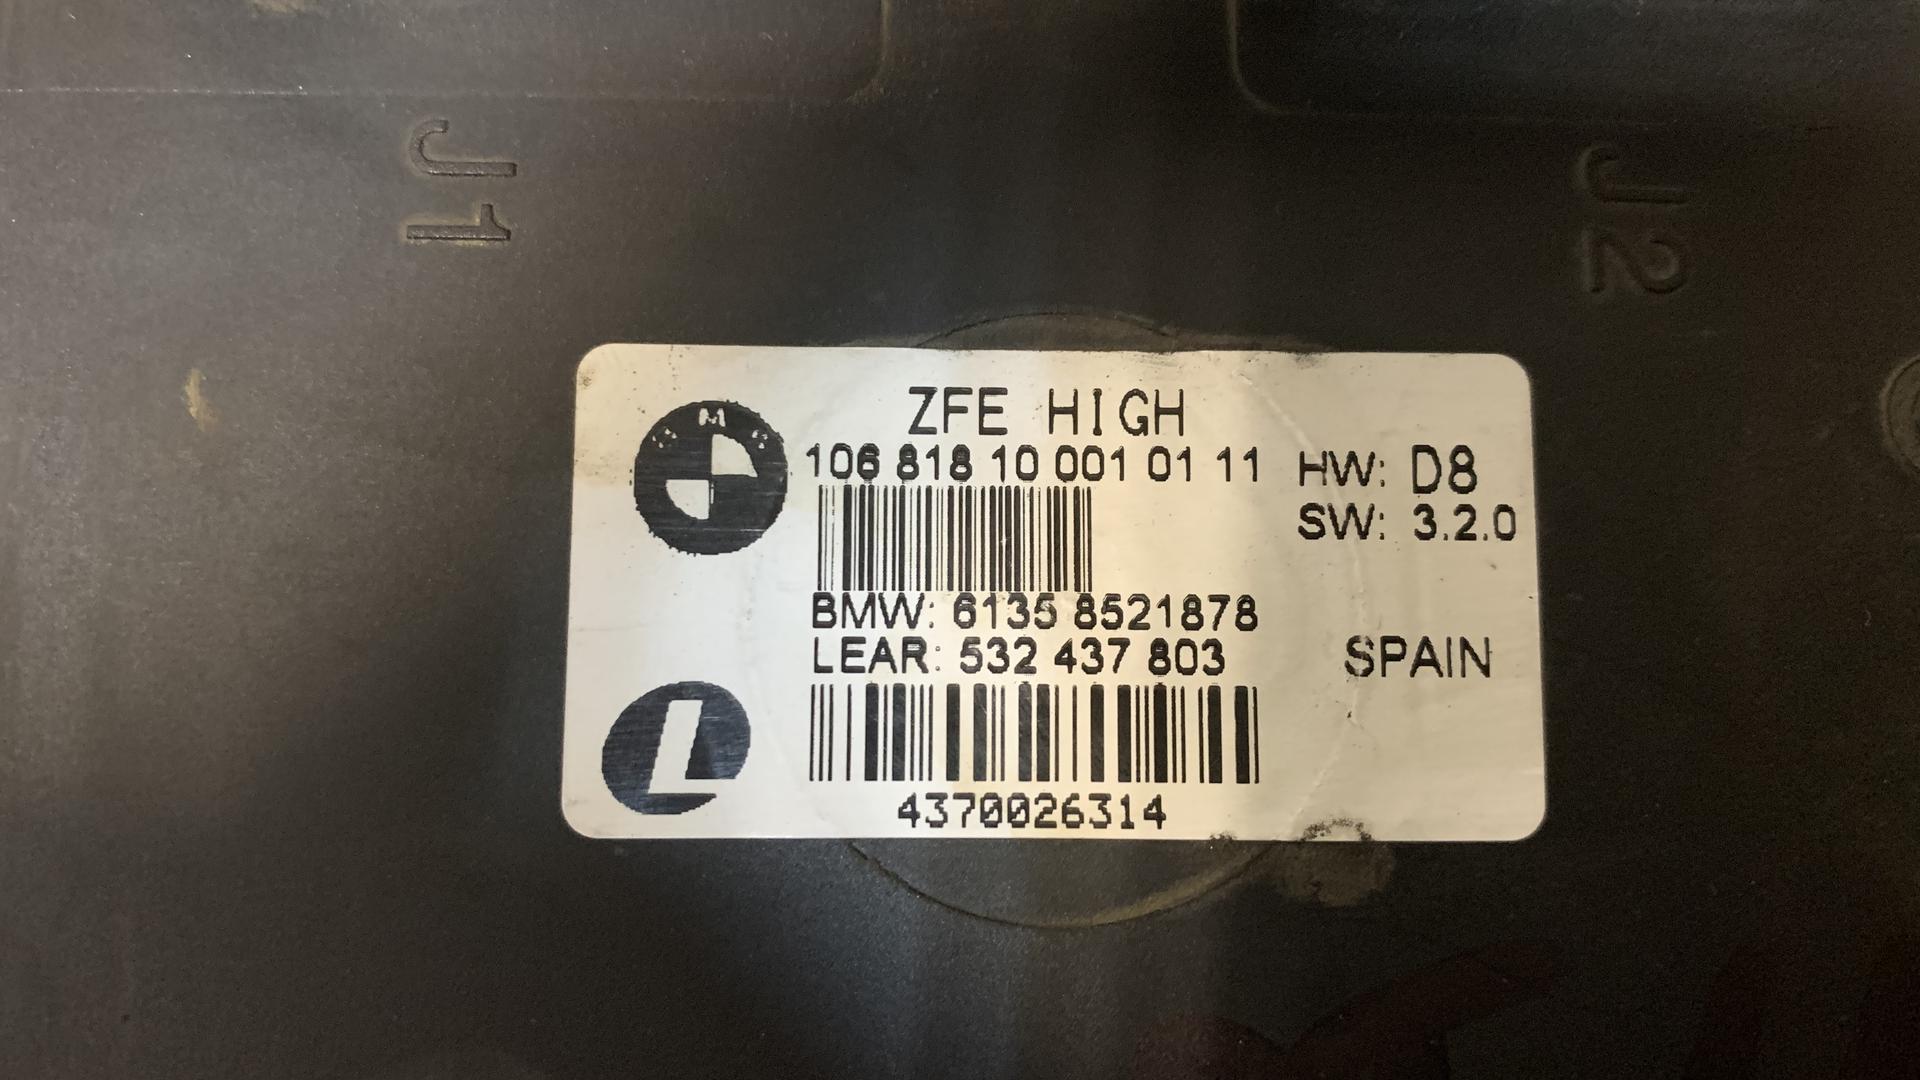 J1
J2
ZFE HIGH
106 818 10 001 01 11
HW: D8
SW: 3.2.0
BMW: 6135 8521878
LEAR: 532 437 803
SPAIN
4370026314
BMW
L